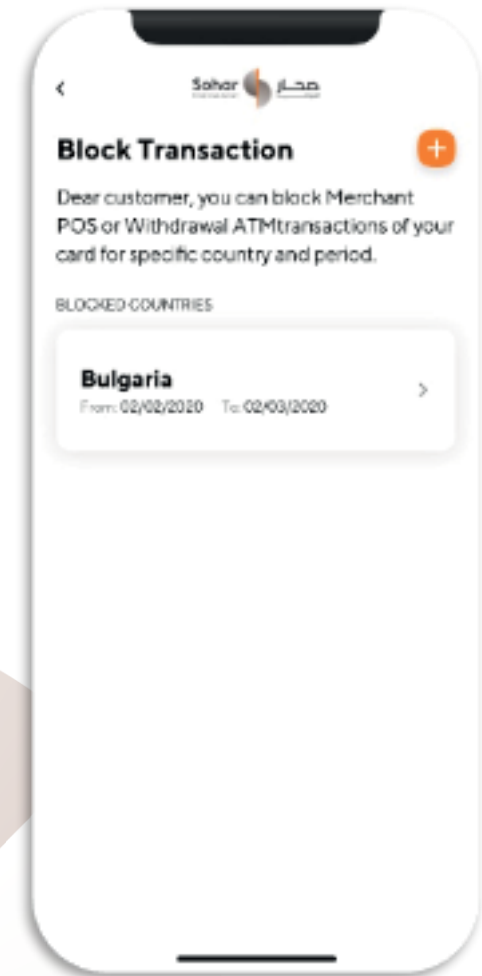 Sohar صحار
Block Transaction
Dear customer, you can block Merchant
POS or Withdrawal ATMtransactions of your
card for specific country and period.
BLOCKED COUNTRIES
Bulgaria
From: 02/02/2020 To: 02/03/2020